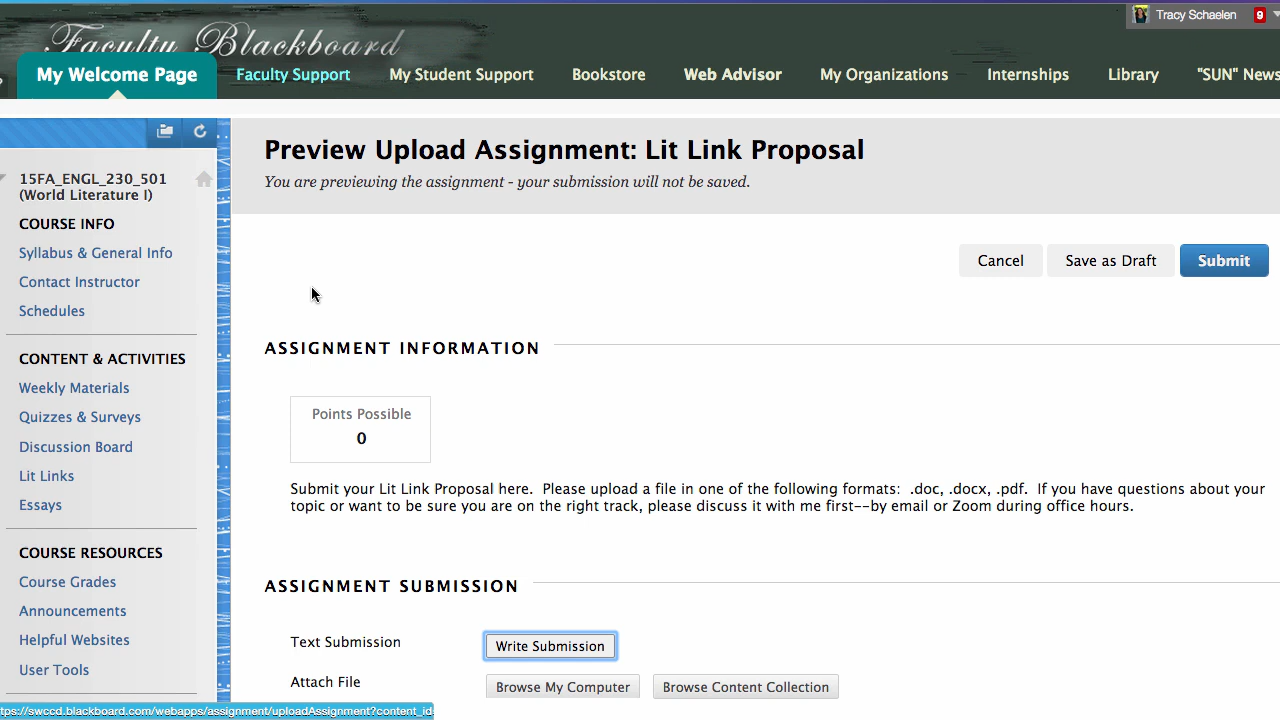 Tracy Schaelen 9
Faculty Blackboard
My Welcome Page Faculty Support My Student Support Bookstore Web Advisor My Organizations Internships Library "SUN" News
15FA_ENGL_230_501
(World Literature I)
COURSE INFO
Syllabus & General Info
Contact Instructor
Schedules
CONTENT & ACTIVITIES
Weekly Materials
Quizzes & Surveys
Discussion Board
Lit Links
Essays
COURSE RESOURCES
Course Grades
Announcements
Helpful Websites
User Tools
Preview Upload Assignment: Lit Link Proposal
You are previewing the assignment - your submission will not be saved.
Cancel Save as Draft Submit
ASSIGNMENT INFORMATION
Points Possible
0
Submit your Lit Link Proposal here. Please upload a file in one of the following formats: .doc, .docx, .pdf. If you have questions about your
topic or want to be sure you are on the right track, please discuss it with me first--by email or Zoom during office hours.
ASSIGNMENT SUBMISSION
Text Submission Write Submission
Attach File Browse My Computer Browse Content Collection
tps://swccd.blackboard.com/webapps/assignment/uploadAssignment?content_id